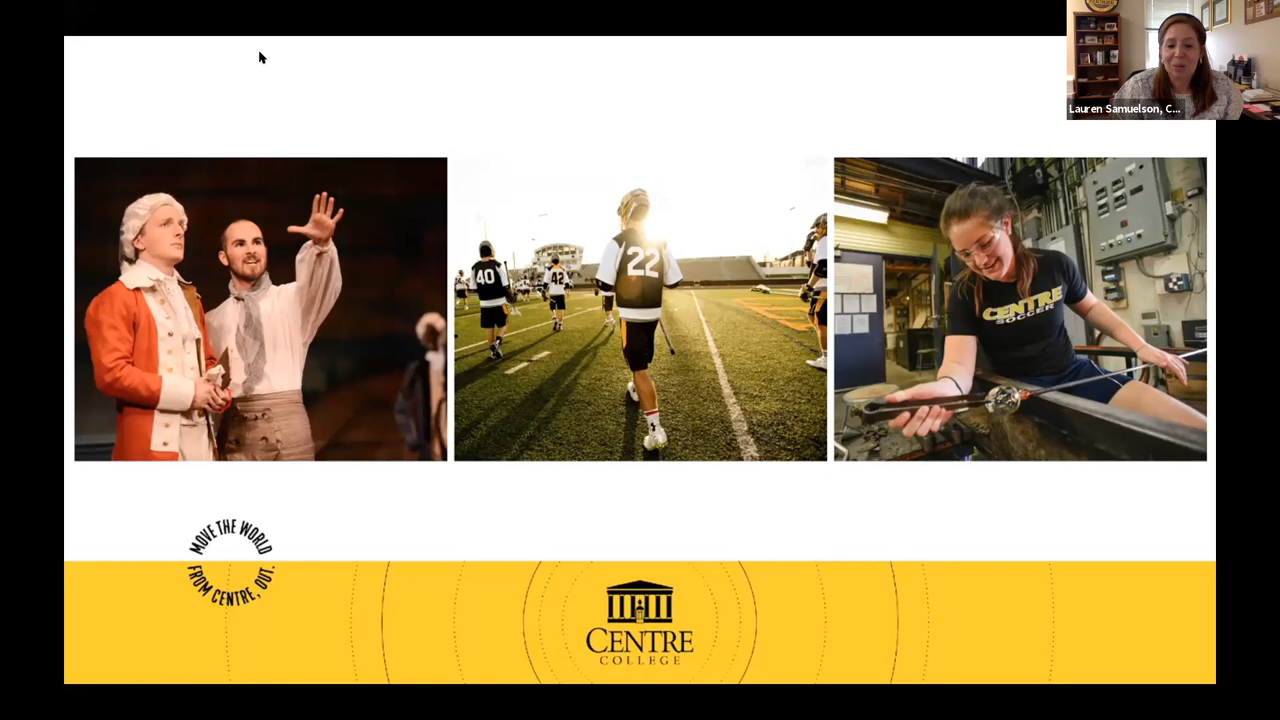 Lauren Samuelson, C...
40
42
22
CENTRE
SOCCER
MOVE THE WORLD
FROM CENTRE, OUT.
CENTRE
COLLEGE